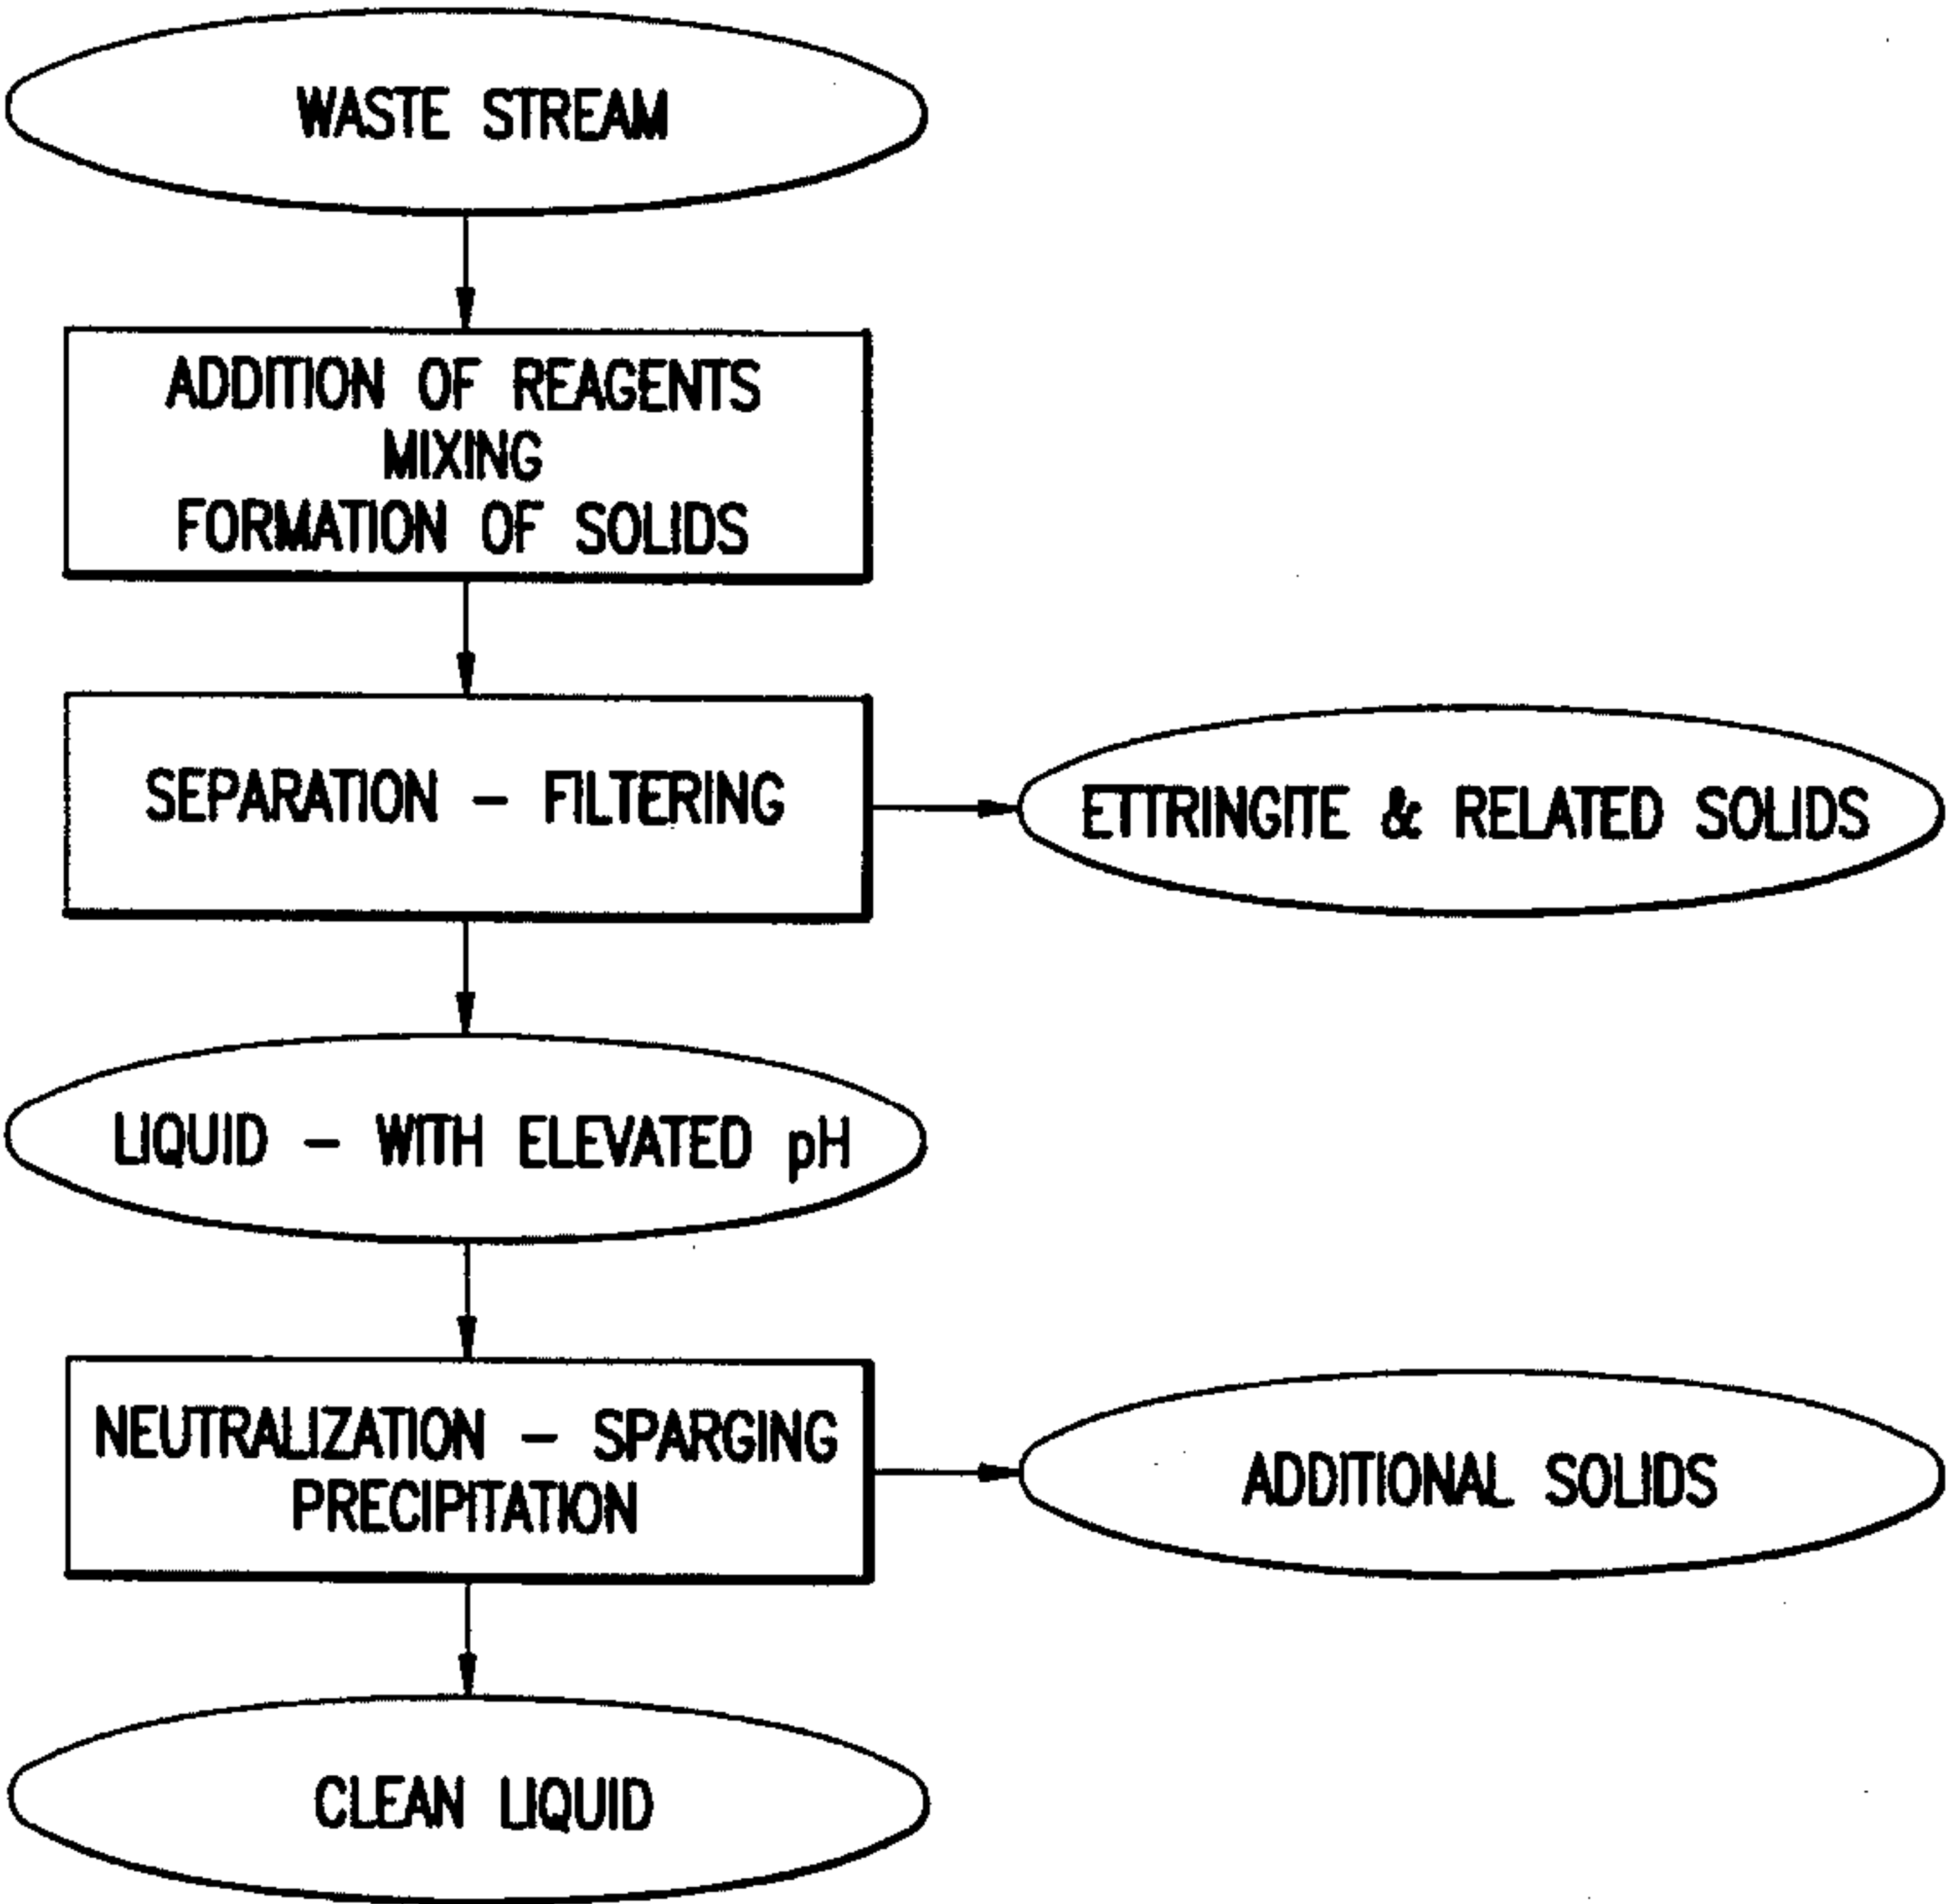 WASTE STREAM
ADDITION OF REAGENTS
MIXING
FORMATION OF SOLIDS
SEPARATION - FILTERING
ETTRINGITE & RELATED SOLIDS
LIQUID - WITH ELEVATED pH
NEUTRALIZATION - SPARGING
PRECIPITATION
ADDITIONAL SOLIDS
CLEAN LIQUID